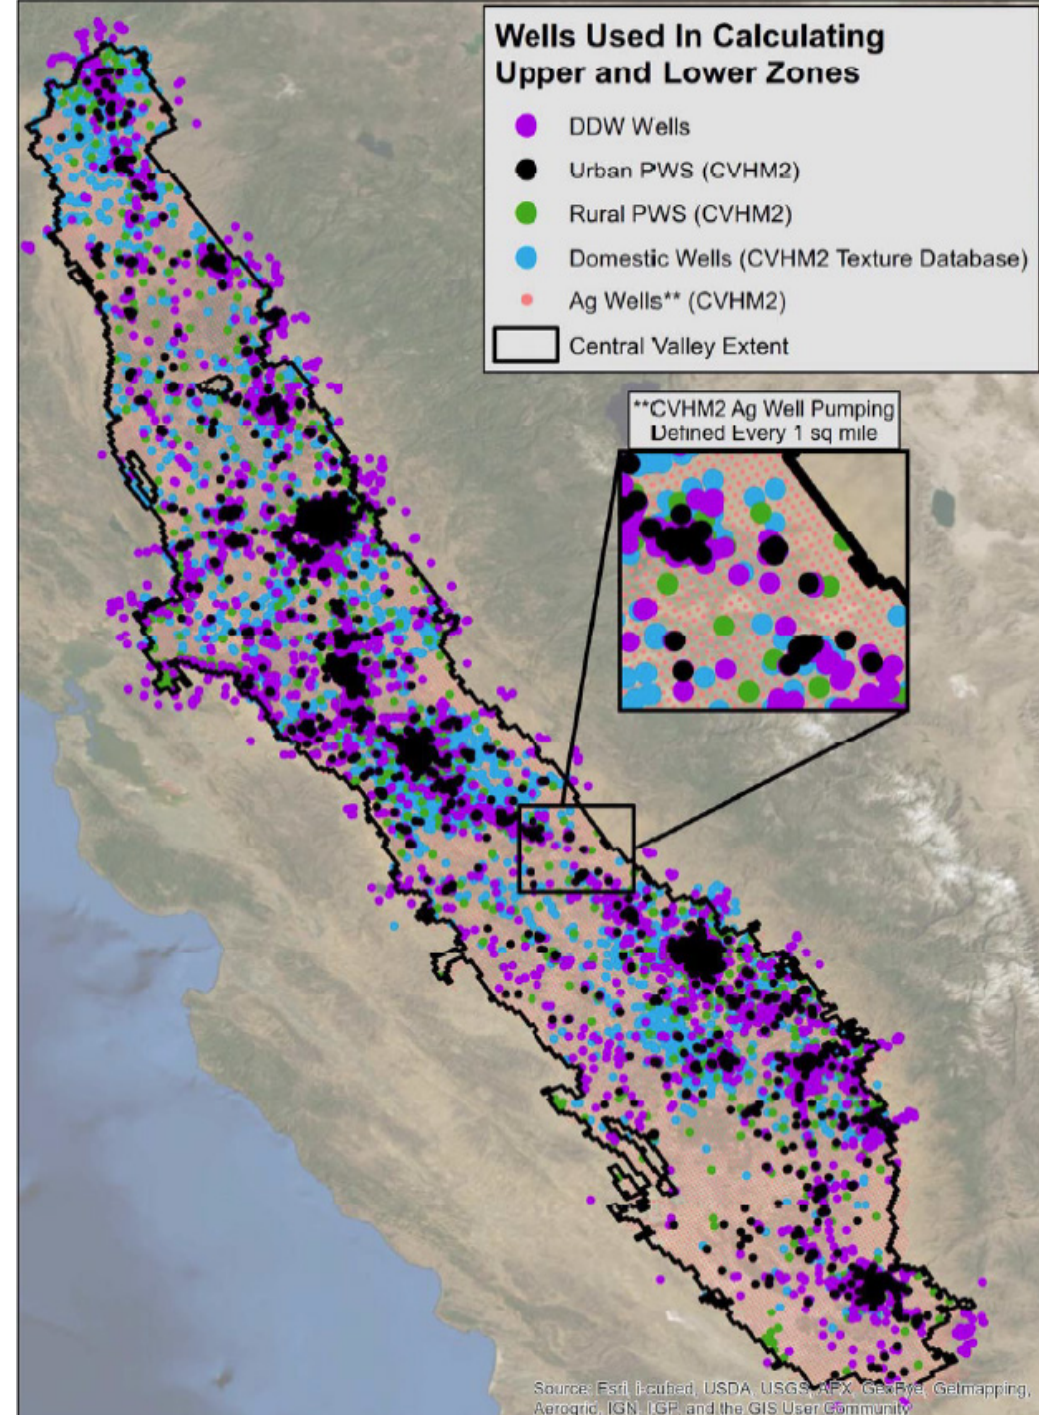 Wells Used In Calculating
Upper and Lower Zones
DDW Wells
Urban PWS (CVHM2)
Rural PWS (CVHM2)
Domestic Wells (CVHM2 Texture Database)
Ag Wells** (CVHM2)
Central Valley Extent
**CVHM2 Ag Well Pumping
Defined Every 1 sq mile
Source: Esri, i-cubed, USDA, USGS, AEX, GeoEye, Getmapping,
Aerogrid, IGN, IGP, and the GIS User Community